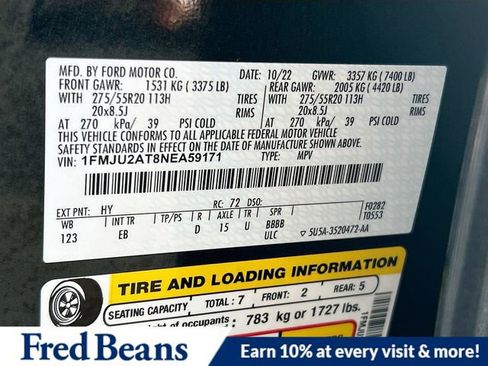 MFD. BY FORD MOTOR CO. 10/22 GVWR: 3357 KG (7400 LB)
FRONT GAWR: 1531 KG (3375 LB) REAR GAWR: 2005 KG (4420 LB)
WITH 275/55R20 113H TIRES WITH 275/55R20 113H TIRES
20x8.5J RIMS 20x8.5J RIMS
AT 270 kPa/ 39 PSI COLD AT 270 kPa/ 39 PSI COLD
THIS VEHICLE CONFORMS TO ALL APPLICABLE FEDERAL MOTOR VEHICLE
SAFETY STANDARDS IN EFFECT ON THE DATE OF MANUFACTURE SHOWN ABOVE.
VIN: 1FMJU2AT8NEA59171 TYPE: MPV
EXT PNT: HY RC: 72 DSO:
WB INT TR TP/PS R AXLE TR SPR F0282
123 EB D 15 U BBBB T0553
ULC 5U5A-3520472-AA
TIRE AND LOADING INFORMATION
SEATING CAPACITY TOTAL: 7 FRONT: 2 REAR: 5
of occupants: 783 kg or 1727 lbs.
Fred Beans
Earn 10% at every visit & more!